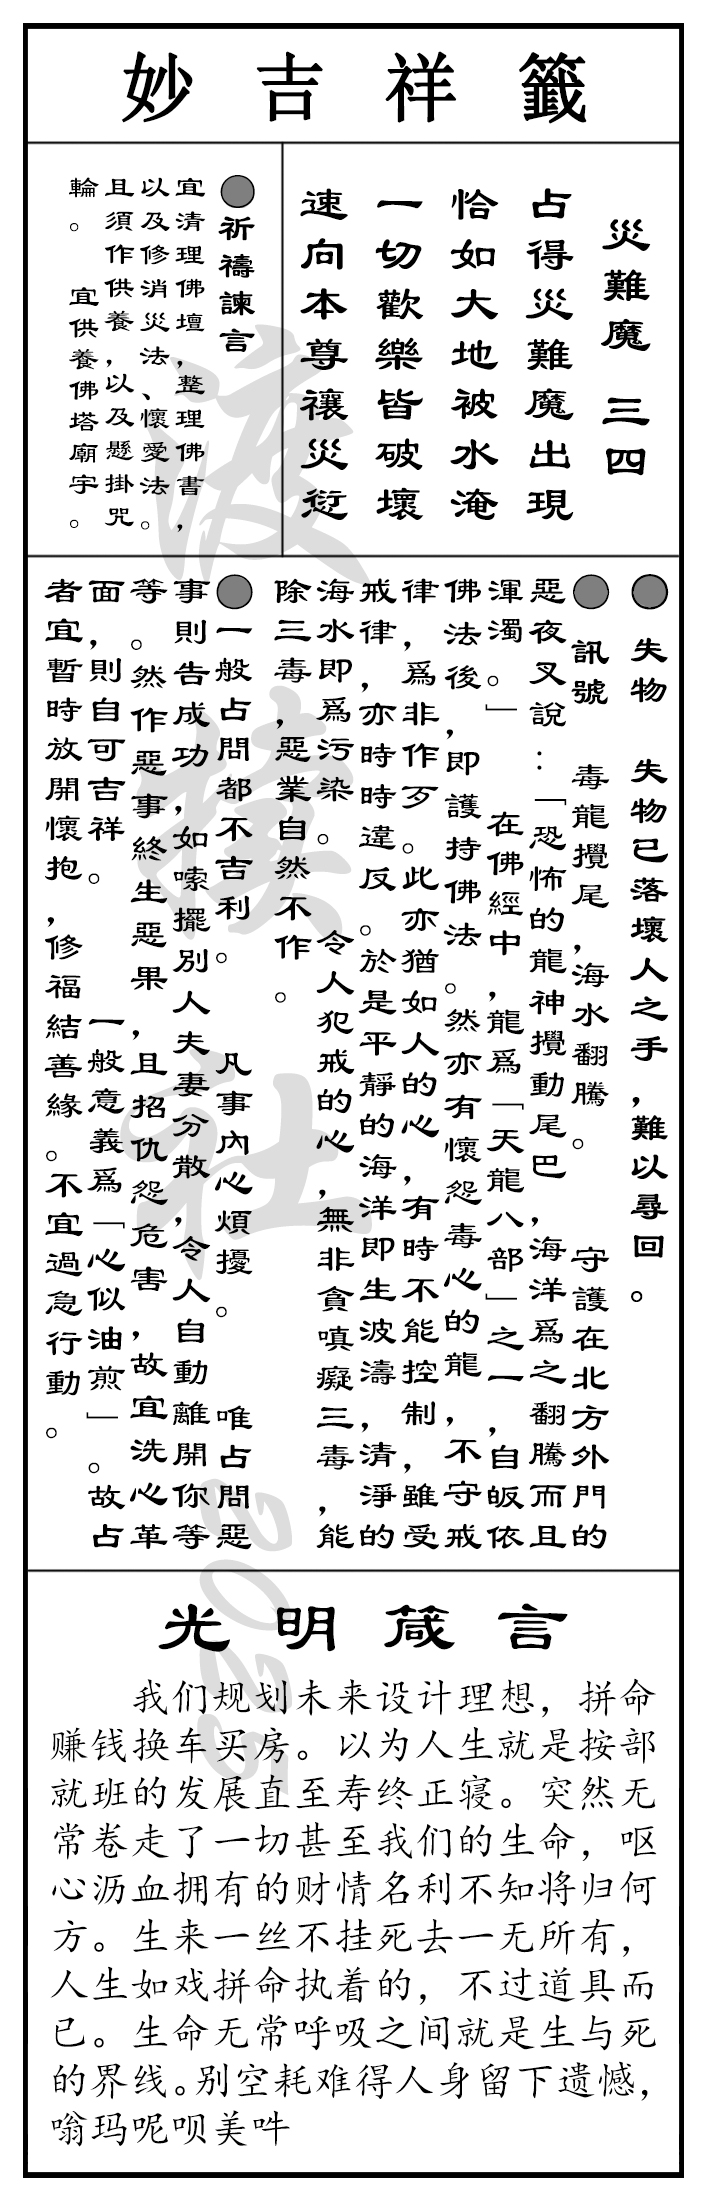 妙吉祥籤
災難魔 三四
占得災難魔出現
恰如大地被水淹
一切歡樂皆破壞
速向本尊禳災愆
●祈禱諫言
宜清理佛壇，整理佛書，
以及修消災法、懷愛法。
且須作供養，以及懸掛咒
輪。 宜供養佛塔廟宇。
● 失物 失物已落壞人之手，難以尋回。
● 訊號 毒龍攪尾，海水翻騰。 守護在北方外門的
惡夜叉說：「恐怖的龍神攪動尾巴，海洋爲之翻騰而且
渾濁。」 在佛經中，龍爲「天龍八部」之一，自皈依
佛法後，即護持佛法。然亦有懷怨毒心的龍，不守戒
律，爲非作歹。此亦猶如人的心，有時不能控制，雖受
戒律，亦時時違反。於是平靜的海洋即生波濤，清淨的
海水即爲污染。 令人犯戒的心，無非貪嗔癡三毒，能
除三毒，惡業自然不作。
●一般占問都不吉利。 凡事內心煩擾。 唯占問惡
事則告成功，如嗦擺別人夫妻分散，令人自動離開你等
等。然作惡事終生惡果，且招仇怨危害，故宜洗心革
面，則自可吉祥。 一般意義爲「心似油煎」。故占
者宜暫時放開懷抱，修福結善緣。不宜過急行動。
光明箴言
我们规划未来设计理想，拼命
赚钱换车买房。以为人生就是按部
就班的发展直至寿终正寝。突然无
常卷走了一切甚至我们的生命，呕
心沥血拥有的财情名利不知将归何
方。生来一丝不挂死去一无所有，
人生如戏拼命执着的，不过道具而
已。生命无常呼吸之间就是生与死
的界线。别空耗难得人身留下遗憾，
嗡玛呢呗美吽
2025